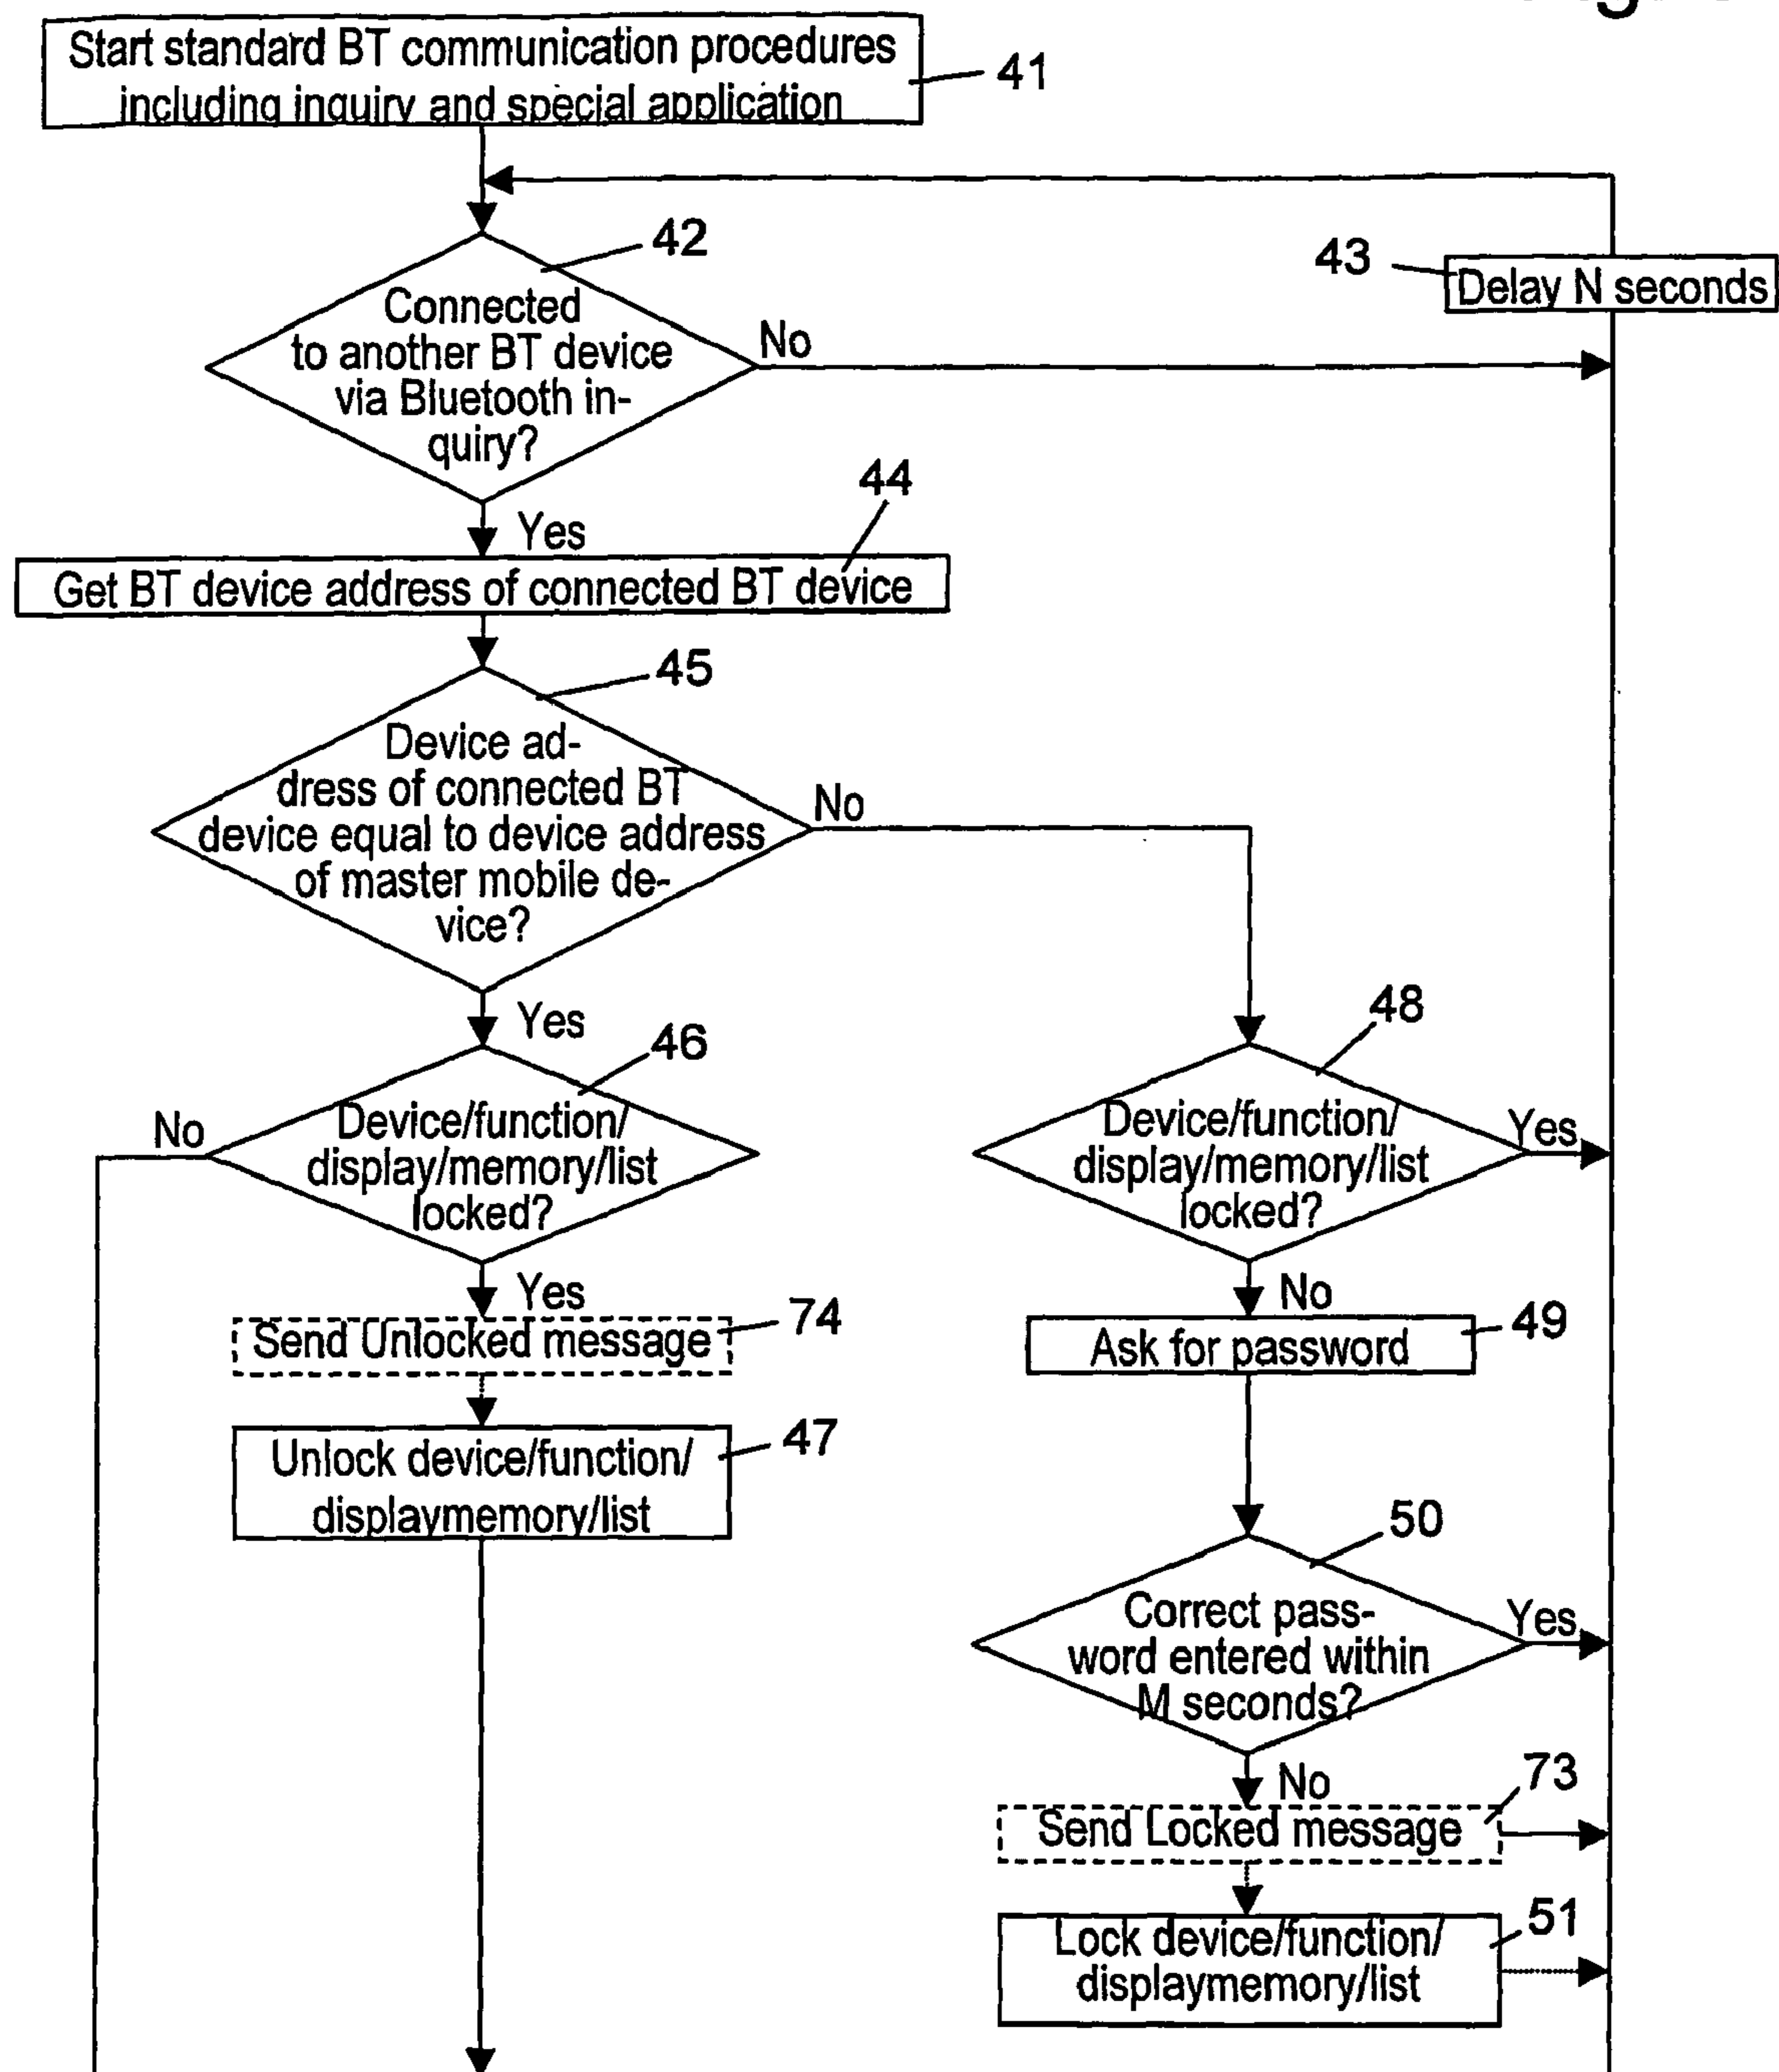 Start standard BT communication procedures
including inquiry and special application
41
42
43
Delay N seconds
Connected
to another BT device
via Bluetooth in-
quiry?
No
44
Yes
Get BT device address of connected BT device
45
Device ad-
dress of connected BT
device equal to device address
of master mobile de-
vice?
No
Yes
46
48
No
Device/function/
display/memory/list
locked?
Device/function/
display/memory/list
locked?
Yes
Yes
No
Send Unlocked message
74
Ask for password
49
Unlock device/function/
displaymemory/list
47
50
Correct pass-
word entered within
M seconds?
Yes
No
73
Send Locked message
Lock device/function/
displaymemory/list
51